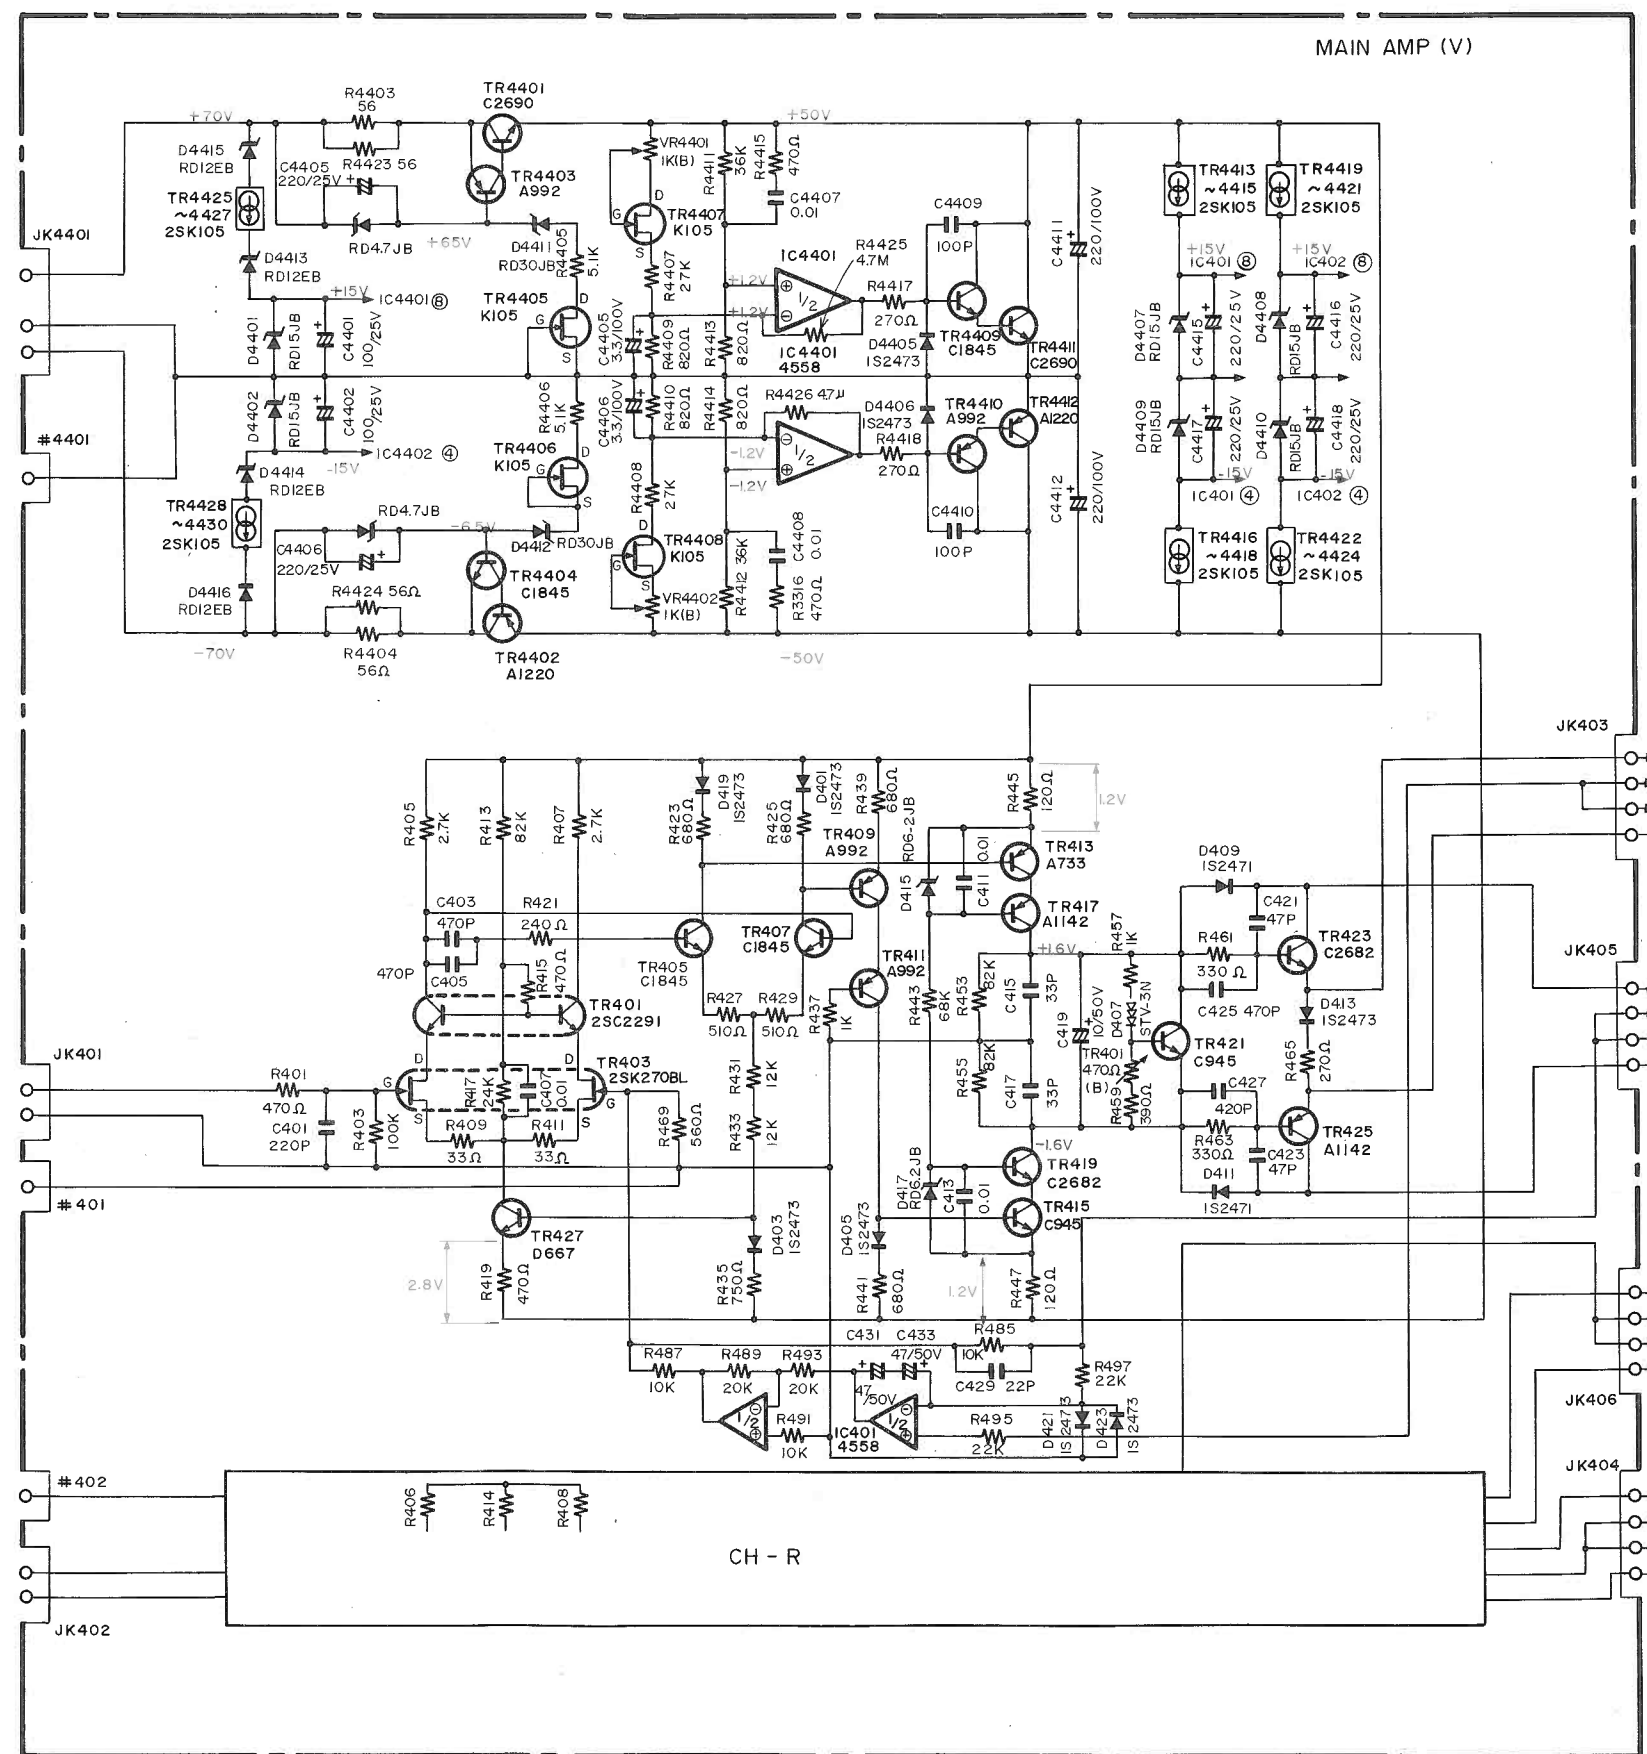 MAIN AMP (V)
R4403
56
TR4401
C2690
+70V
+50V
D4415
RD12EB
C4405
220/25V
+
R4423 56
TR4403
A992
VR4401
1K(B)
R4411
36K
R4415
470Ω
C4407
0.01
TR4425
~4427
2SK105
RD4.7JB
+65V
D4411
RD30JB
R4405
5.1K
D
TR4407
K105
S
R4407
27K
C4409
100P
C4411
220/100V
+
TR4413
~4415
2SK105
TR4419
~4421
2SK105
JK4401
D4413
RD12EB
+15V
IC4401 ⑧
IC4401
R4425
4.7M
+1.2V
+1.2V
1/2
R4417
270Ω
+15V
IC401 ⑧
+15V
IC402 ⑧
TR4405
K105
D
G
S
D4401
RD15JB
C4401
100/25V
C4405
3.3/100V
R4409
820Ω
R4413
820Ω
IC4401
4558
D4405
1S2473
TR4409
C1845
TR4411
C2690
D4407
RD15JB
C4415
220/25V
D4408
RD15JB
C4416
220/25V
D4402
RD15JB
C4402
100/25V
R4406
5.1K
C4406
3.3/100V
R4410
820Ω
R4414
820Ω
R4426 4.7μ
D4406
1S2473
TR4410
A992
TR4412
A1220
D4409
RD15JB
C4417
220/25V
D4410
RD15JB
C4418
220/25V
#4401
-15V
IC4402 ④
D4414
RD12EB
TR4406
K105
D
G
S
R4408
27K
-1.2V
-1.2V
1/2
R4418
270Ω
C4412
220/100V
-15V
IC401 ④
-15V
IC402 ④
TR4428
~4430
2SK105
RD4.7JB
-65V
C4406
220/25V
D4412
RD30JB
D
TR4408
K105
G
S
C4408
0.01
C4410
100P
TR4416
~4418
2SK105
TR4422
~4424
2SK105
D4416
RD12EB
R4424 56Ω
TR4404
C1845
VR4402
1K(B)
R4412 36K
R3316
470Ω
-70V
R4404
56Ω
TR4402
A1220
-50V
JK403
R405
2.7K
R413
82K
R407
2.7K
R423
680Ω
D419
1S2473
R425
680Ω
D401
1S2473
R439
680Ω
R445
120Ω
1.2V
TR409
A992
RD6-2JB
D415
C411
0.01
TR413
A733
D409
1S2471
TR417
A1142
C403
470P
R421
240Ω
470P
C405
R415
470Ω
TR405
C1845
TR407
C1845
TR411
A992
+1.6V
R457
1K
R461
330Ω
C421
47P
TR423
C2682
JK405
TR401
2SC2291
R427
510Ω
R429
510Ω
R437
1K
R443
68K
R453
82K
C415
33P
C419
10/50V
D407
STV-3N
C425 470P
D413
1S2473
JK401
R401
470Ω
C401
220P
R403
100K
D
G
S
R417
24K
C407
0.01
D
TR403
2SK270BL
G
S
R431
12K
R455
82K
C417
33P
TR401
470Ω
(B)
R459
390Ω
TR421
C945
R465
270Ω
C427
420P
R409
33Ω
R411
33Ω
R469
560Ω
R433
12K
-1.6V
R463
330Ω
C423
47P
TR425
A1142
#401
TR419
C2682
D417
RD6.2JB
C413
0.01
TR415
C945
D411
1S2471
TR427
D667
D403
1S2473
D405
1S2473
2.8V
R419
470Ω
R435
750Ω
R441
680Ω
1.2V
R447
120Ω
C431
C433
47/50V
R485
10K
R487
10K
R489
20K
R493
20K
47
/50V
C429 22P
R497
22K
JK406
1/2
R491
10K
IC401
4558
1/2
R495
22K
D421
1S2473
D423
1S2473
JK404
#402
R406
R414
R408
CH - R
JK402